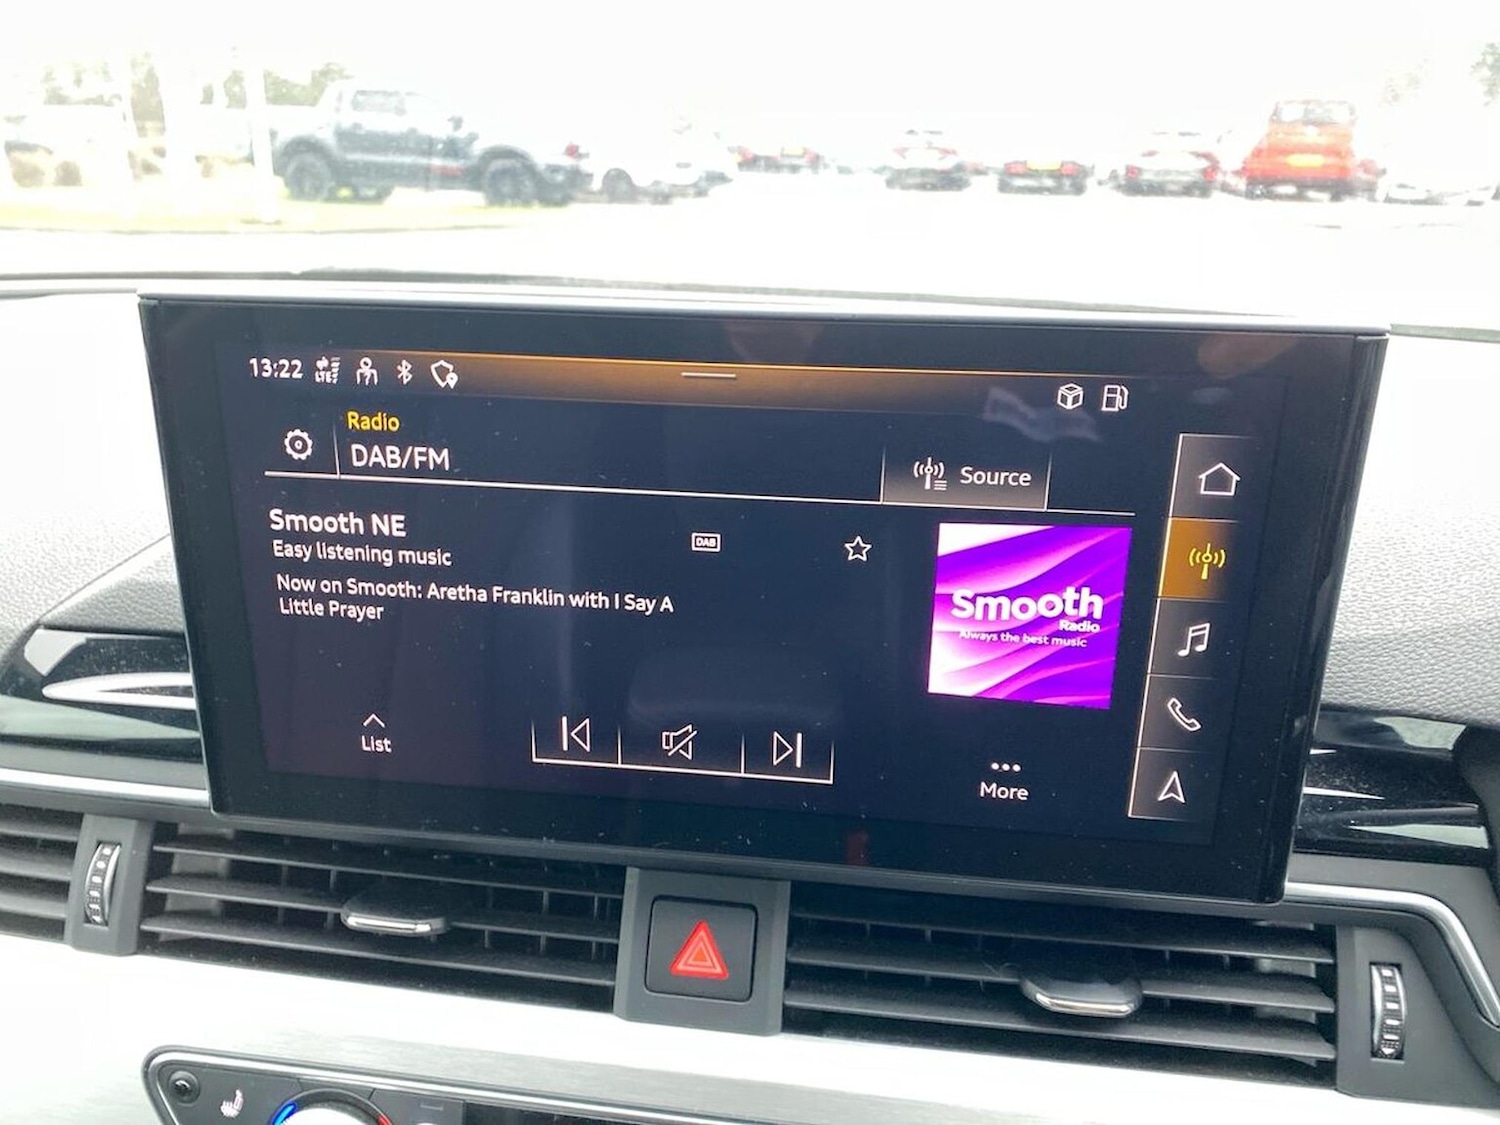 13:22 LTE
Radio
DAB/FM
Source
Smooth NE
DAB
Easy listening music
Now on Smooth: Aretha Franklin with I Say A
Little Prayer
Smooth
Radio
Always the best music
List
More